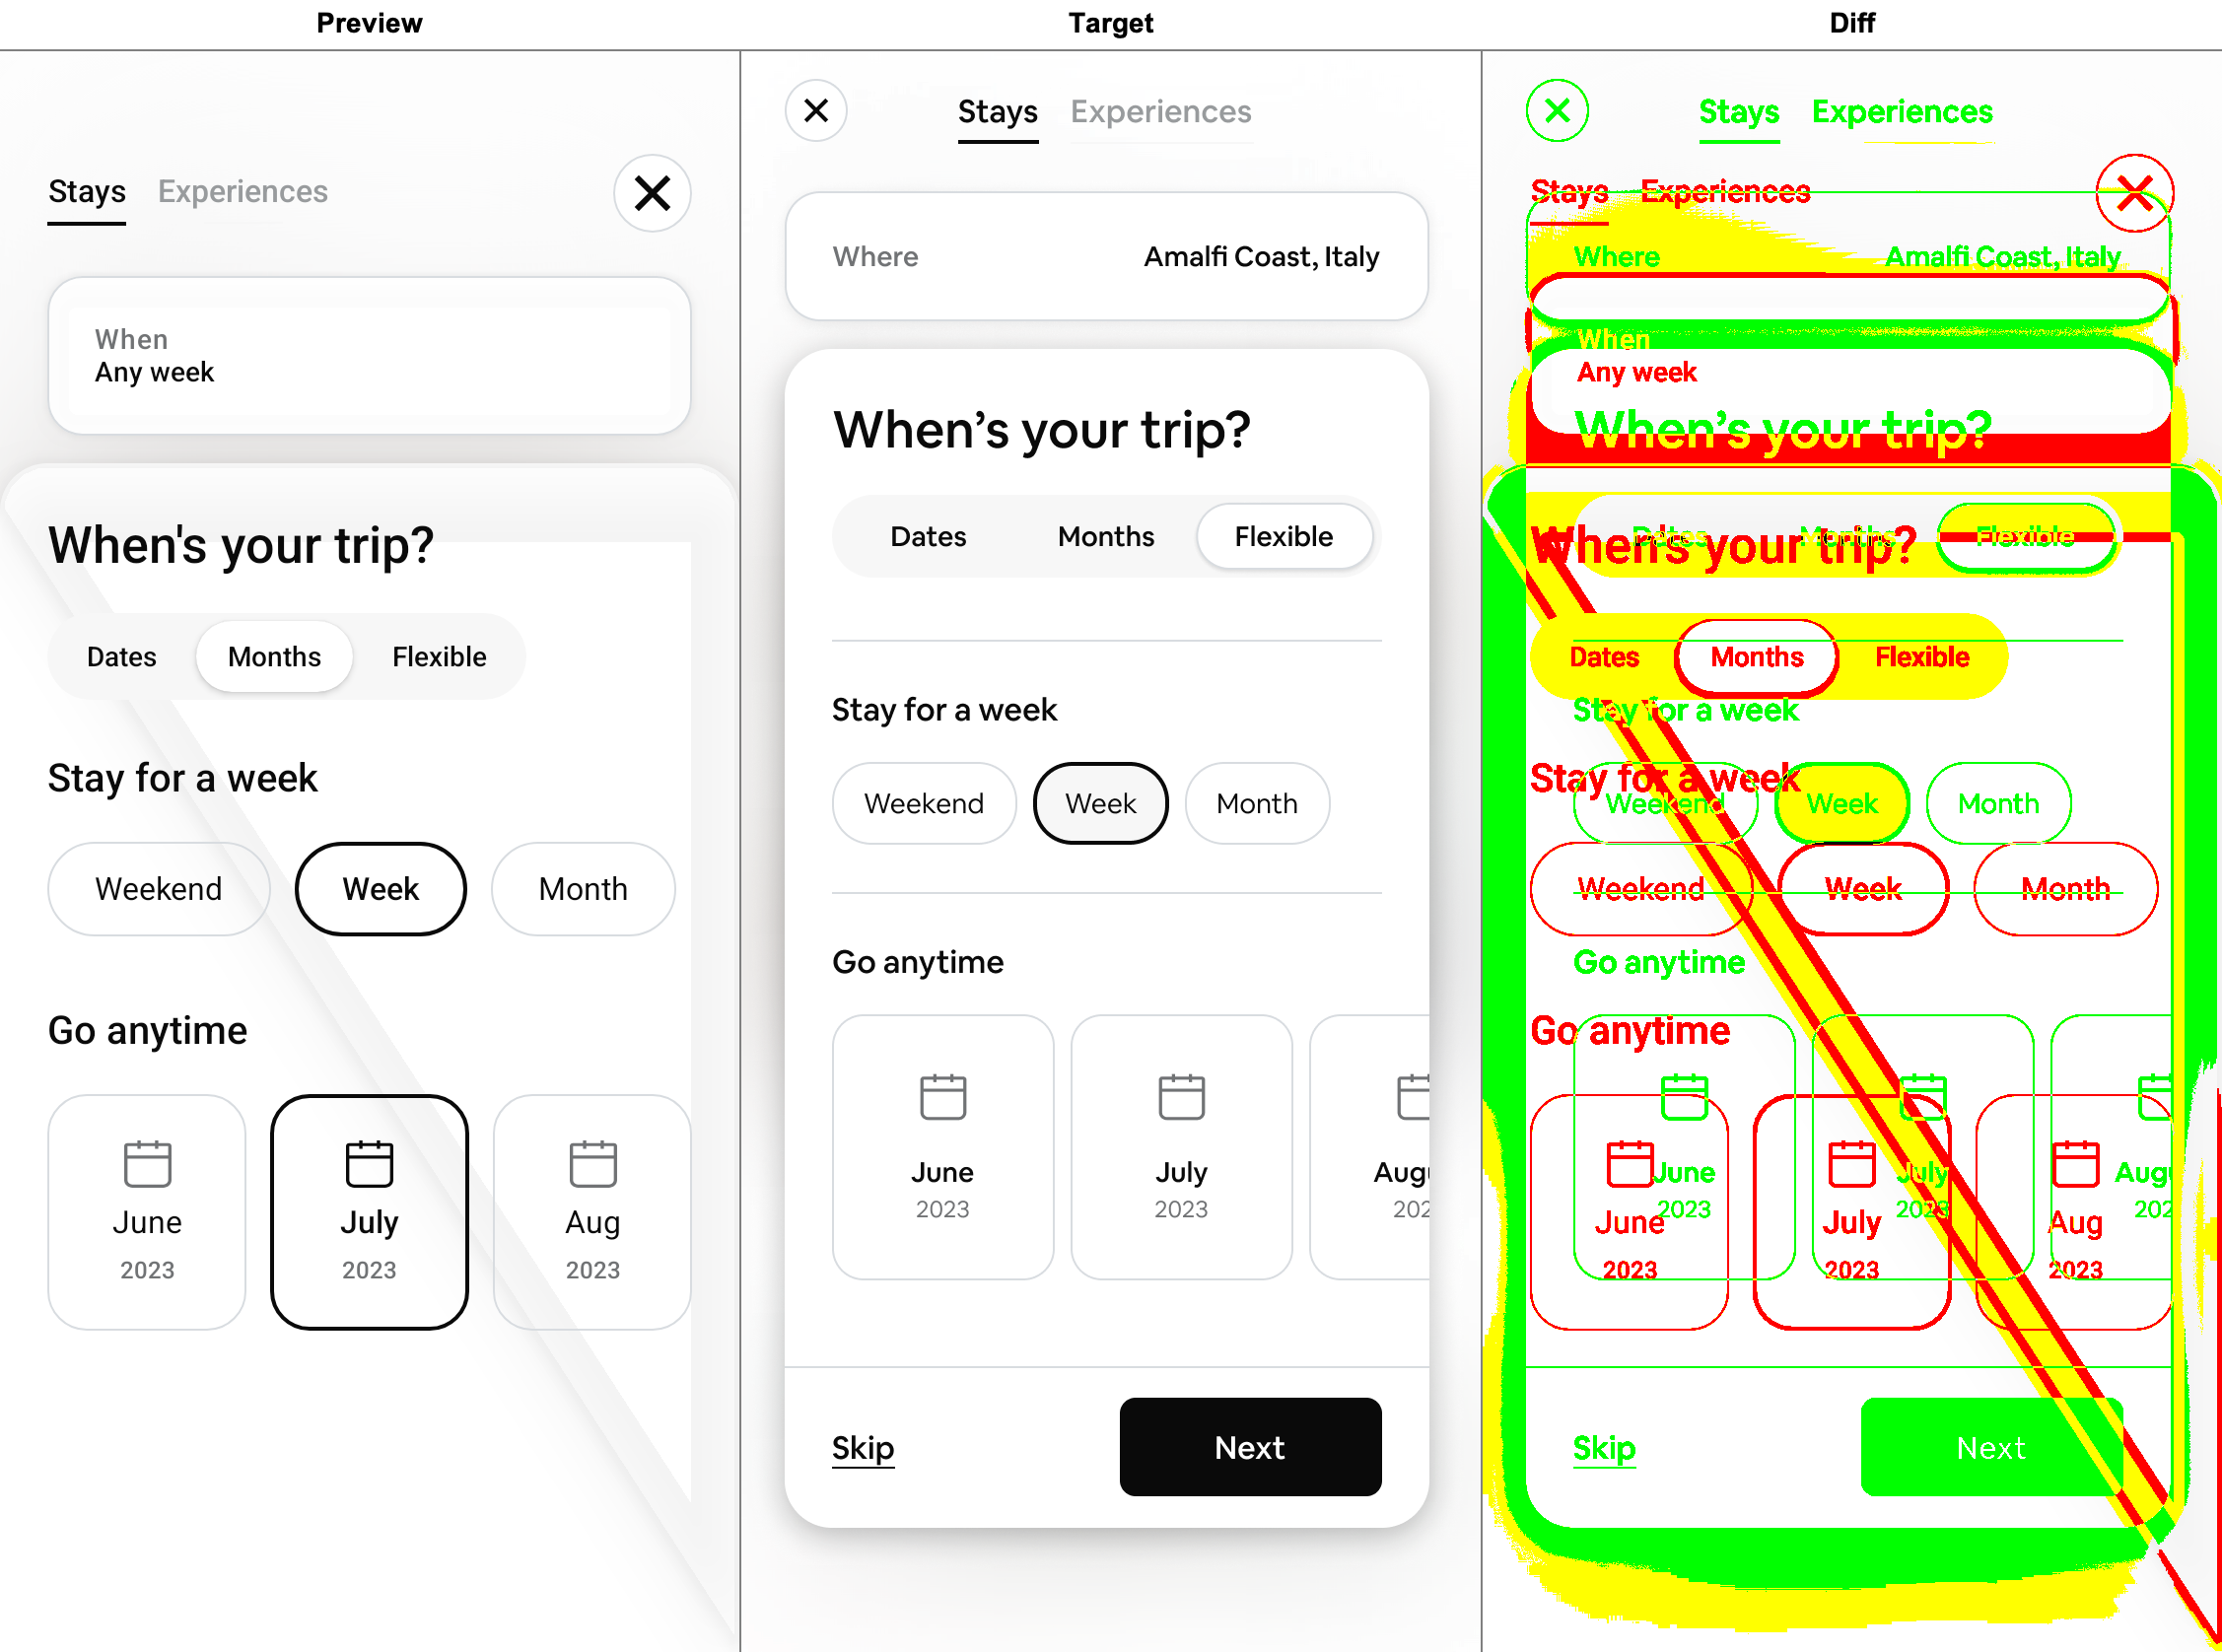 Preview
Stays Experiences
When
Any week
When's your trip?
Dates Months Flexible
Stay for a week
Weekend Week Month
Go anytime
June July Aug
2023 2023 2023
Target
Stays Experiences
Where Amalfi Coast, Italy
When’s your trip?
Dates Months Flexible
Stay for a week
Weekend Week Month
Go anytime
June July Augu
2023 2023 202
Skip Next
Diff
Stays Experiences
Stays Experiences
Where Amalfi Coast, Italy
When
Any week
When’s your trip?
Dates Months Flexible
When's your trip?
Dates Months Flexible
Stay for a week
Stay for a week
Weekend Week Month
Weekend Week Month
Go anytime
Go anytime
June July Augu
2023 2023 202
June July Aug
2023 2023 2023
Skip Next